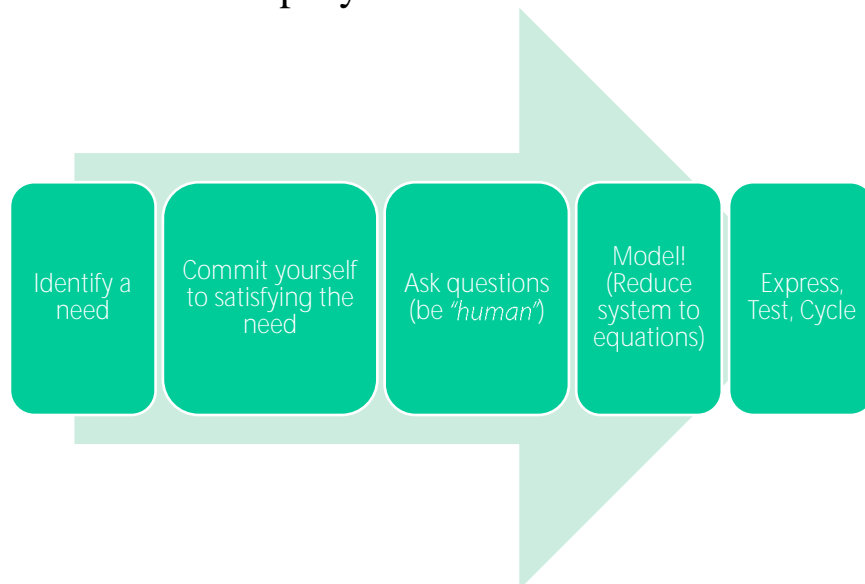 Identify a
need
Commit yourself
to satisfying the
need
Ask questions
(be "human")
Model!
(Reduce
system to
equations)
Express,
Test, Cycle